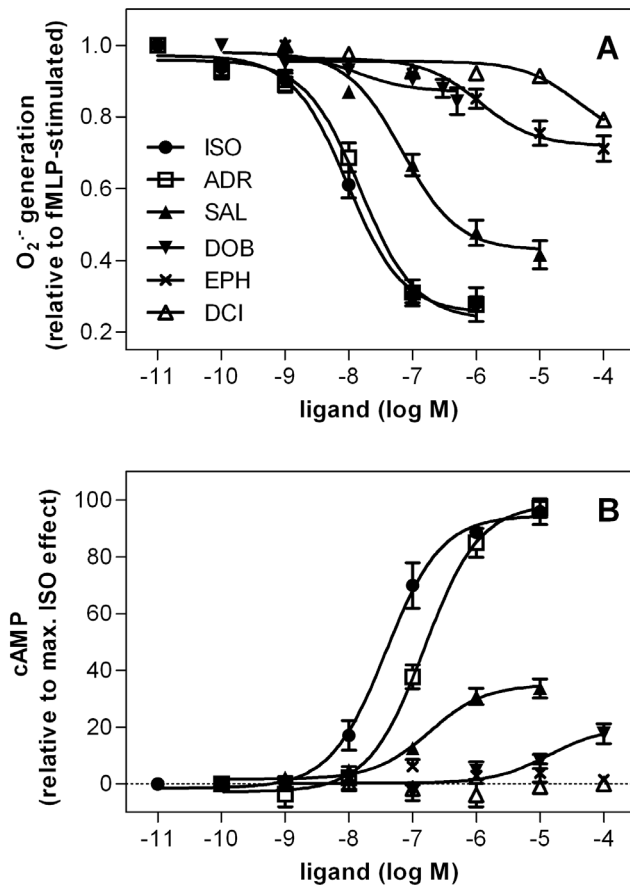 A
O₂·⁻ generation
(relative to fMLP-stimulated)
1.0
0.8
0.6
0.4
0.2
ISO
ADR
SAL
DOB
EPH
DCI
-11 -10 -9 -8 -7 -6 -5 -4
ligand (log M)
B
cAMP
(relative to max. ISO effect)
100
80
60
40
20
0
-11 -10 -9 -8 -7 -6 -5 -4
ligand (log M)